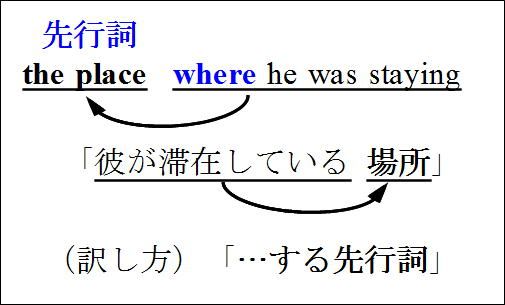 先行詞
the place where he was staying
「彼が滞在している 場所」
(訳し方) 「…する先行詞」